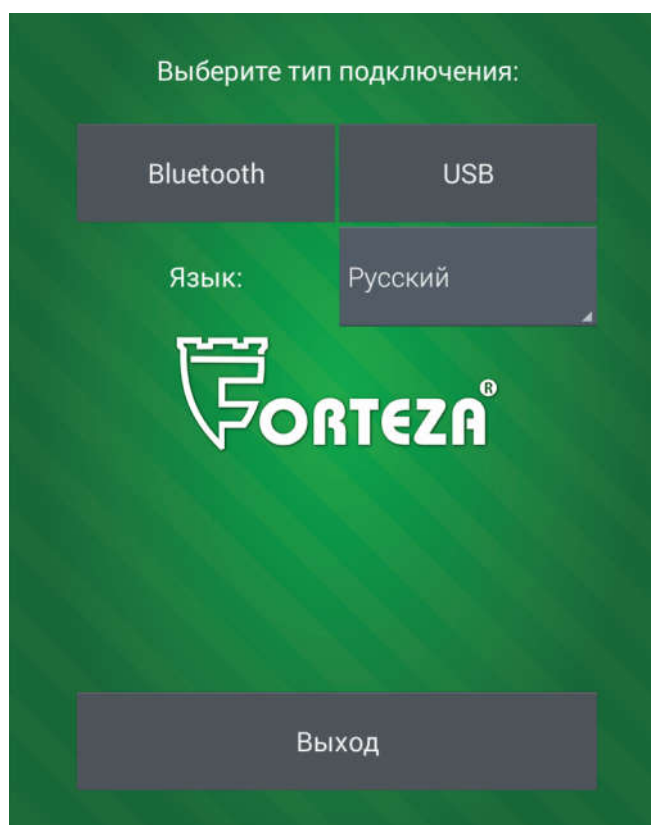 Выберите тип подключения:
Bluetooth USB
Язык: Русский
FORTEZA®
Выход